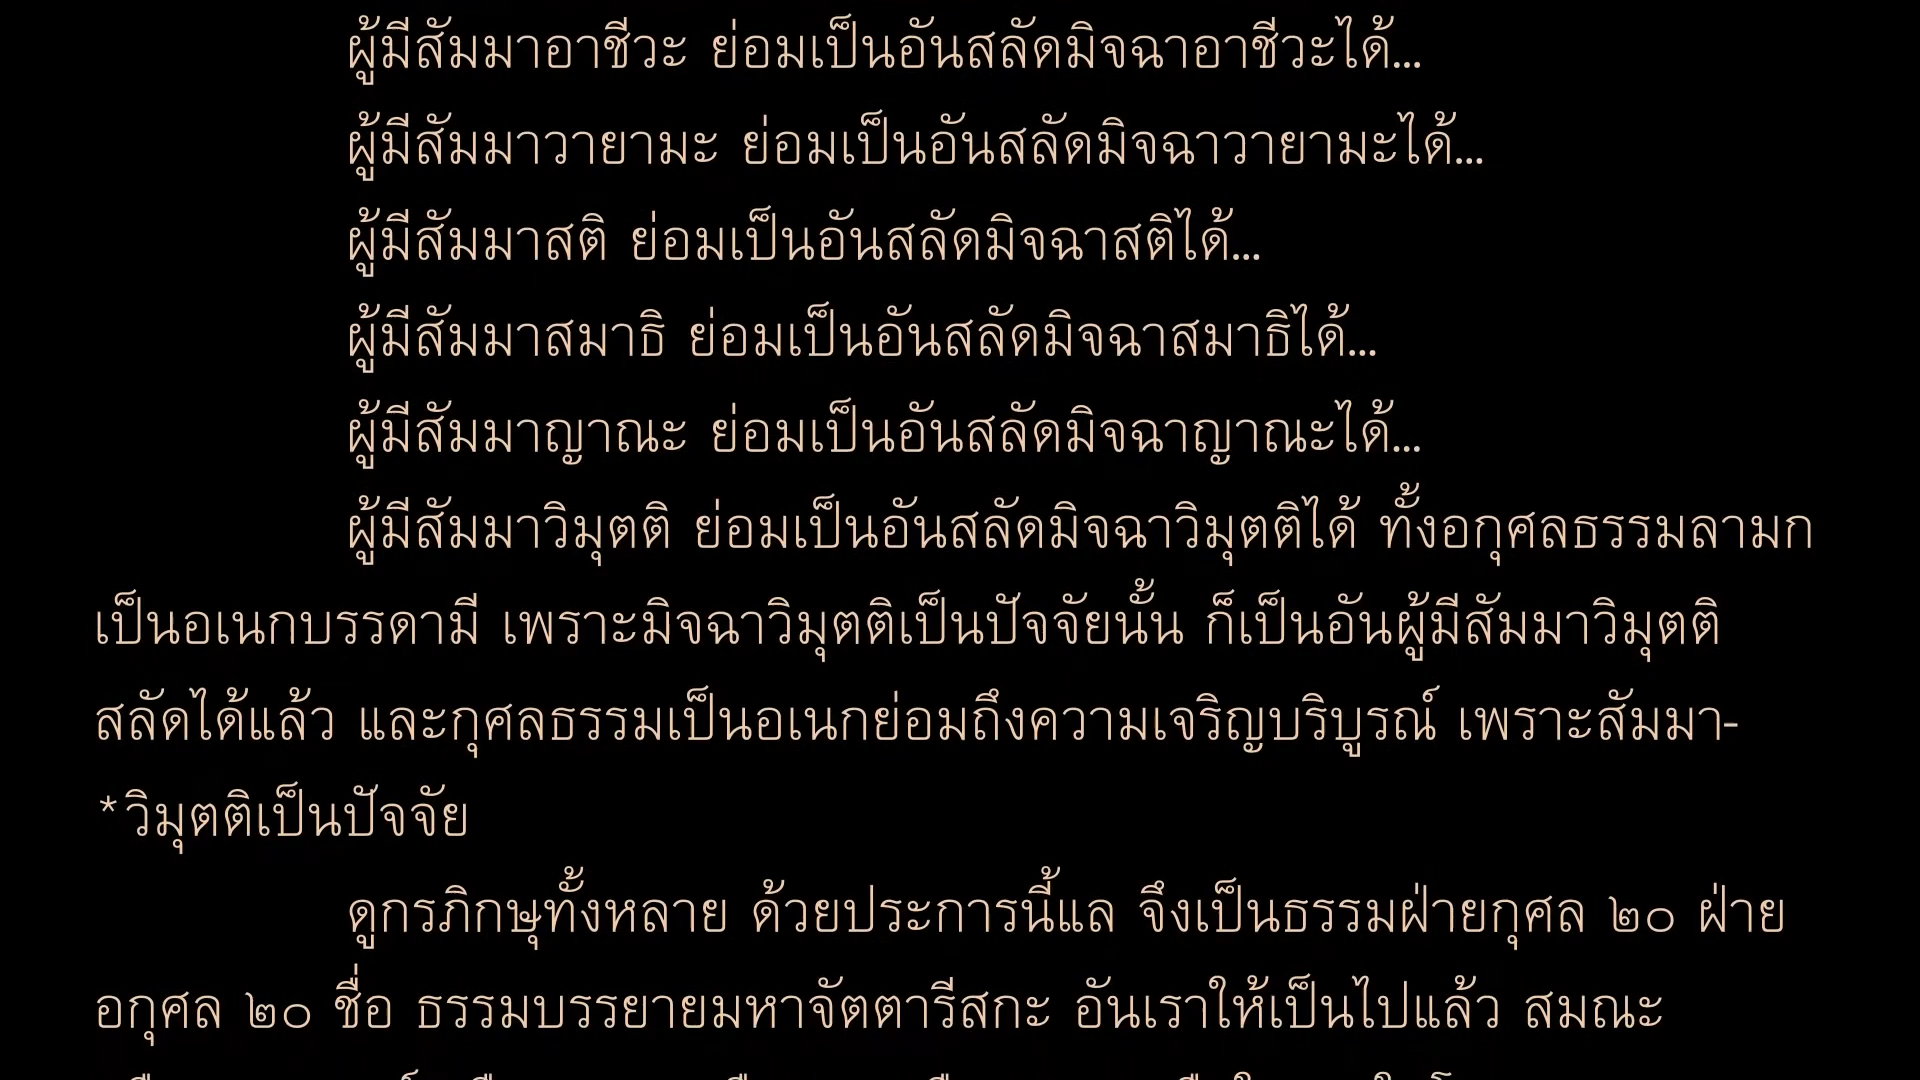 ผู้มีสัมมาอาชีวะ ย่อมเป็นอันสลัดมิจฉาอาชีวะได้...
ผู้มีสัมมาวายามะ ย่อมเป็นอันสลัดมิจฉาวายามะได้...
ผู้มีสัมมาสติ ย่อมเป็นอันสลัดมิจฉาสติได้...
ผู้มีสัมมาสมาธิ ย่อมเป็นอันสลัดมิจฉาสมาธิได้...
ผู้มีสัมมาญาณะ ย่อมเป็นอันสลัดมิจฉาญาณะได้...
ผู้มีสัมมาวิมุตติ ย่อมเป็นอันสลัดมิจฉาวิมุตติได้ ทั้งอกุศลธรรมลามก
เป็นอเนกบรรดามี เพราะมิจฉาวิมุตติเป็นปัจจัยนั้น ก็เป็นอันผู้มีสัมมาวิมุตติ
สลัดได้แล้ว และกุศลธรรมเป็นอเนกย่อมถึงความเจริญบริบูรณ์ เพราะสัมมา-
*วิมุตติเป็นปัจจัย
ดูกรภิกษุทั้งหลาย ด้วยประการนี้แล จึงเป็นธรรมฝ่ายกุศล ๒๐ ฝ่าย
อกุศล ๒๐ ชื่อ ธรรมบรรยายมหาจัตตารีสกะ อันเราให้เป็นไปแล้ว สมณะ